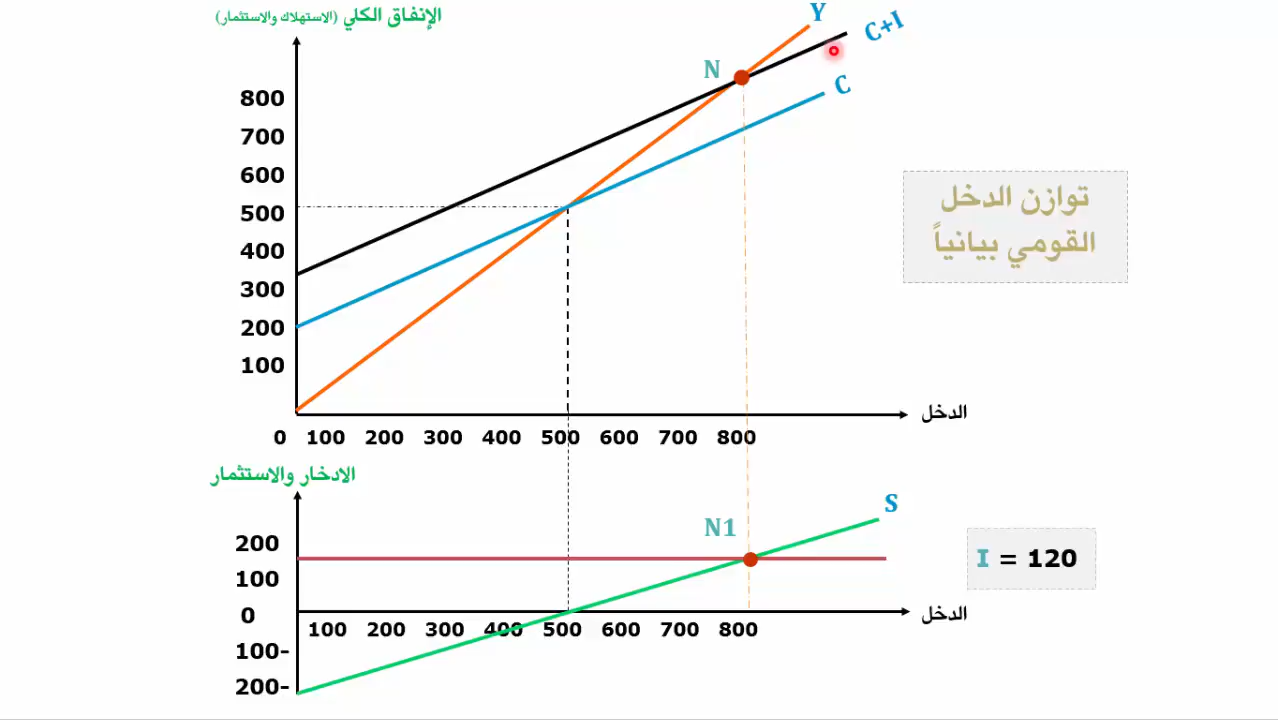 الإنفاق الكلي (الاستهلاك والاستثمار)
Y
C+I
N
C
800
700
600
500
400
300
200
100
توازن الدخل
القومي بيانياً
الدخل
0 100 200 300 400 500 600 700 800
الادخار والاستثمار
S
N1
200
100
0
100-
200-
I = 120
الدخل
100 200 300 400 500 600 700 800